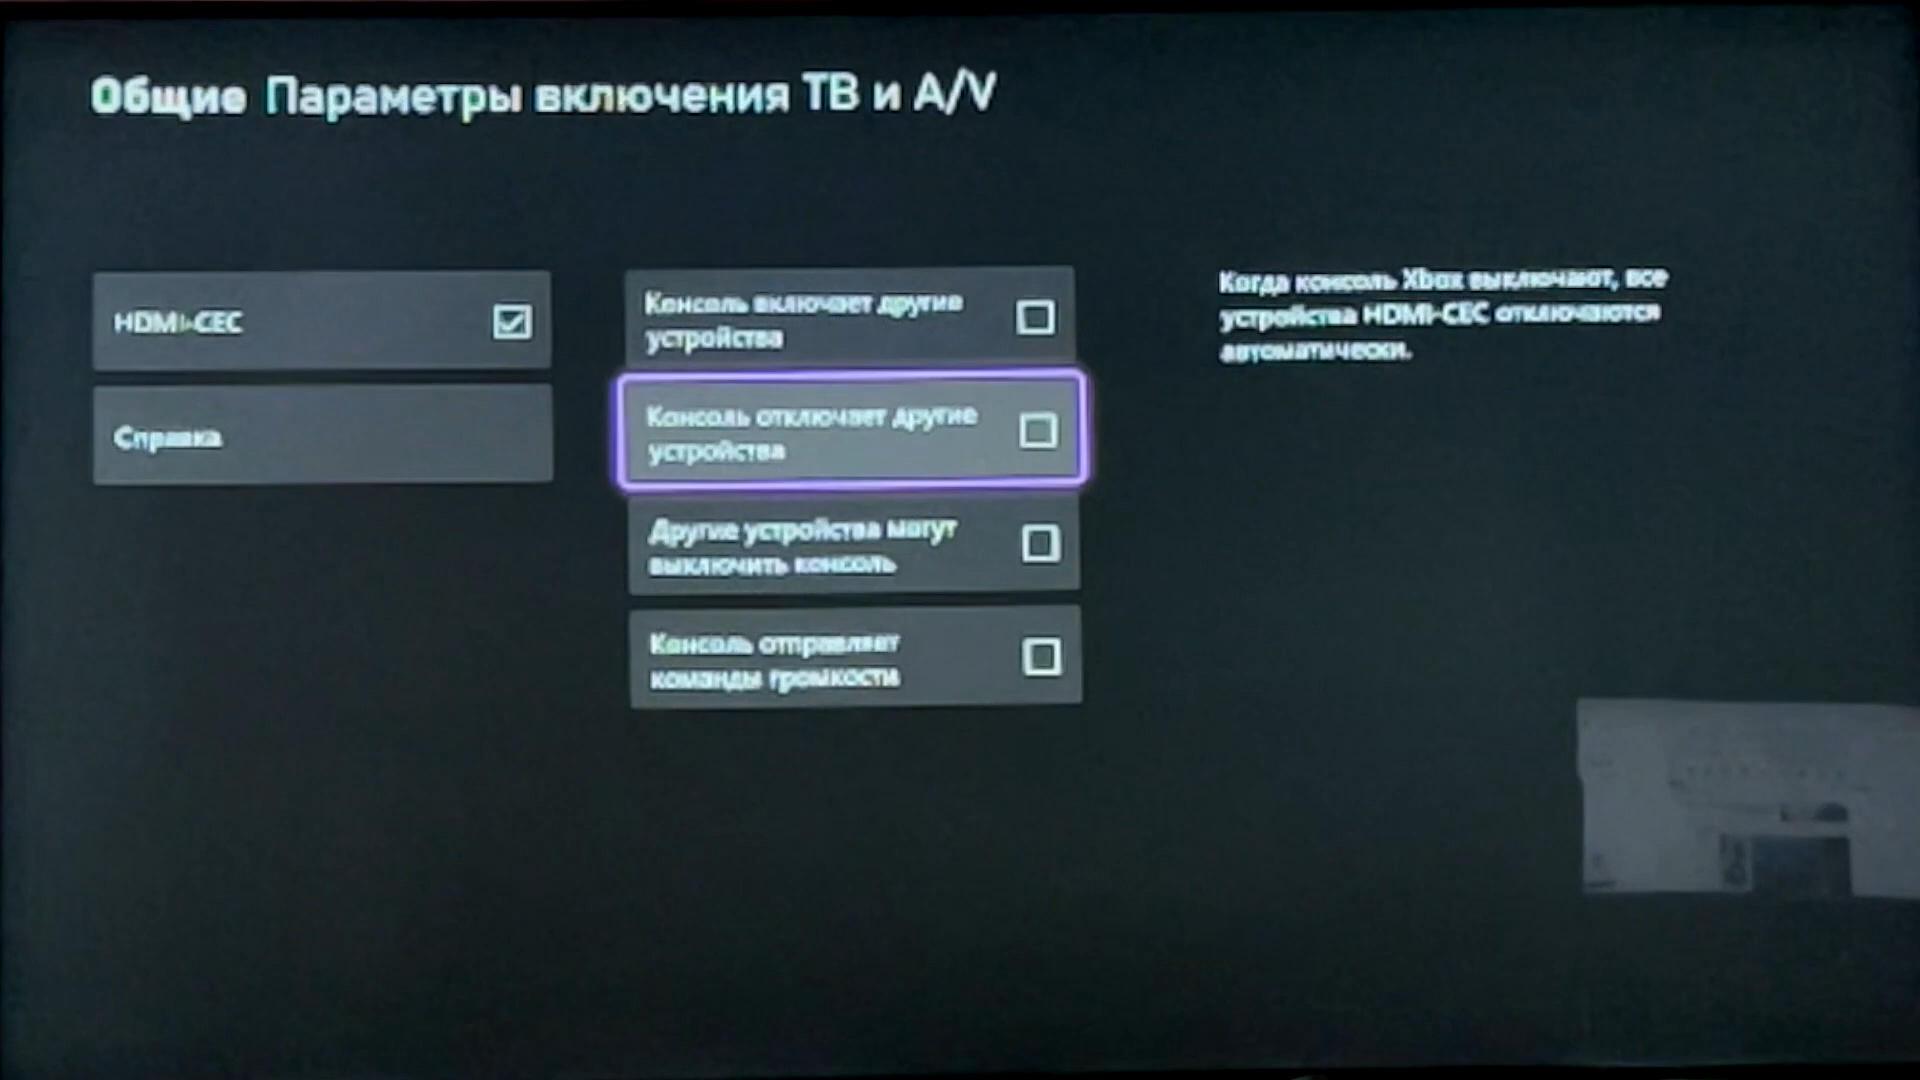 Общие Параметры включения ТВ и A/V
HDMI-CEC
Справка
Консоль включает другие
устройства
Консоль отключает другие
устройства
Другие устройства могут
выключить консоль
Консоль отправляет
команды громкости
Когда консоль Xbox выключают, все
устройства HDMI-CEC отключаются
автоматически.